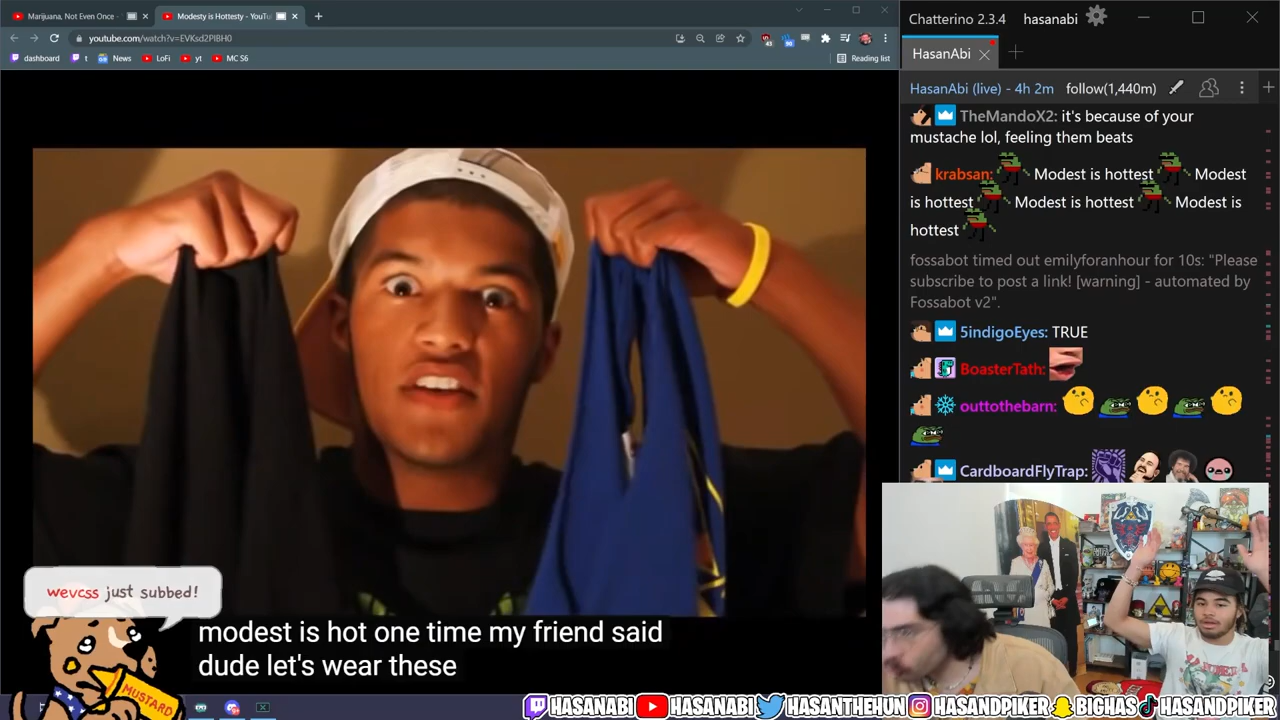 Marijuana, Not Even Once -
Modesty is Hottesty - YouTu
youtube.com/watch?v=EVKsd2PIBH0
dashboard
t
News
LoFi
yt
MC S6
Reading list
Chatterino 2.3.4
hasanabi
HasanAbi
HasanAbi (live) - 4h 2m
follow(1,440m)
TheMandoX2: it's because of your
mustache lol, feeling them beats
krabsan: Modest is hottest Modest
is hottest Modest is hottest Modest is
hottest
fossabot timed out emilyforanhour for 10s: "Please
subscribe to post a link! [warning] - automated by
Fossabot v2".
5indigoEyes: TRUE
BoasterTath:
outtothebarn:
CardboardFlyTrap:
wevcss just subbed!
MUSTARD
modest is hot one time my friend said
dude let's wear these
HASANABI
HASANABI
HASANTHEHUN
HASANDPIKER
BIGHAS
HASANDPIKER